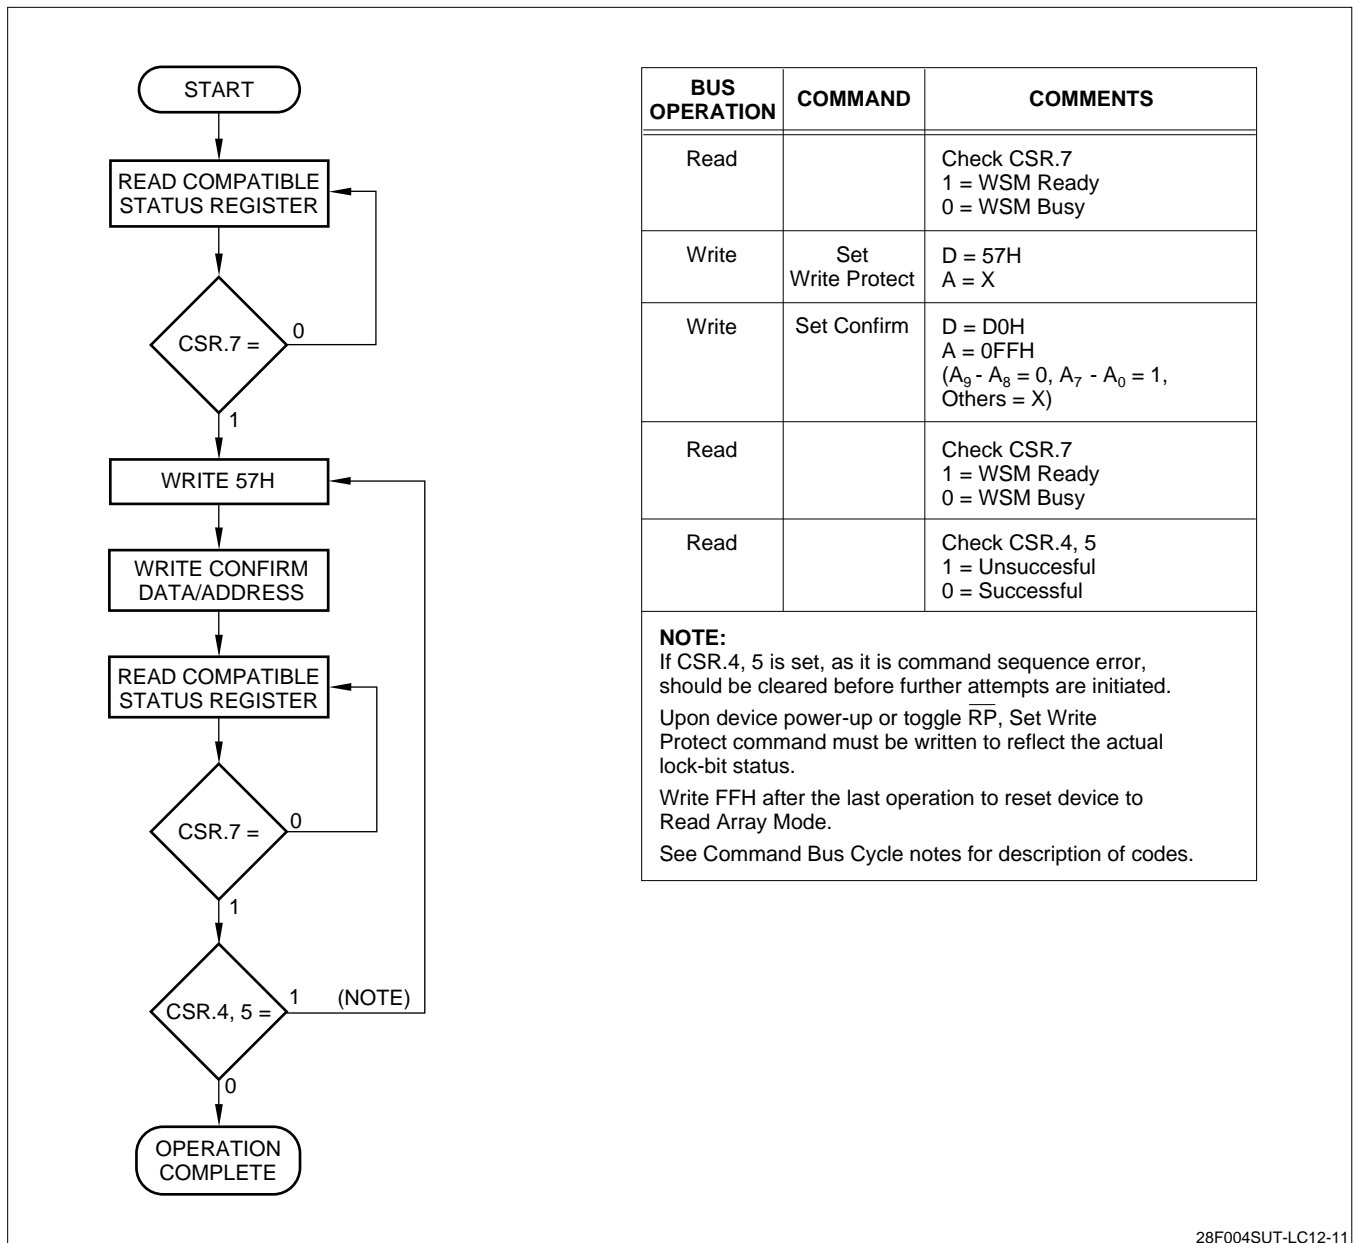 START
READ COMPATIBLE
STATUS REGISTER
CSR.7 =
0
1
WRITE 57H
WRITE CONFIRM
DATA/ADDRESS
READ COMPATIBLE
STATUS REGISTER
CSR.7 =
0
1
CSR.4, 5 =
1
(NOTE)
0
OPERATION
COMPLETE
BUS
OPERATION
COMMAND
COMMENTS
Read
Check CSR.7
1 = WSM Ready
0 = WSM Busy
Write
Set
Write Protect
D = 57H
A = X
Write
Set Confirm
D = D0H
A = 0FFH
(A9 - A8 = 0, A7 - A0 = 1,
Others = X)
Read
Check CSR.7
1 = WSM Ready
0 = WSM Busy
Read
Check CSR.4, 5
1 = Unsuccesful
0 = Successful
NOTE:
If CSR.4, 5 is set, as it is command sequence error,
should be cleared before further attempts are initiated.
Upon device power-up or toggle R̅P̅, Set Write
Protect command must be written to reflect the actual
lock-bit status.
Write FFH after the last operation to reset device to
Read Array Mode.
See Command Bus Cycle notes for description of codes.
28F004SUT-LC12-11